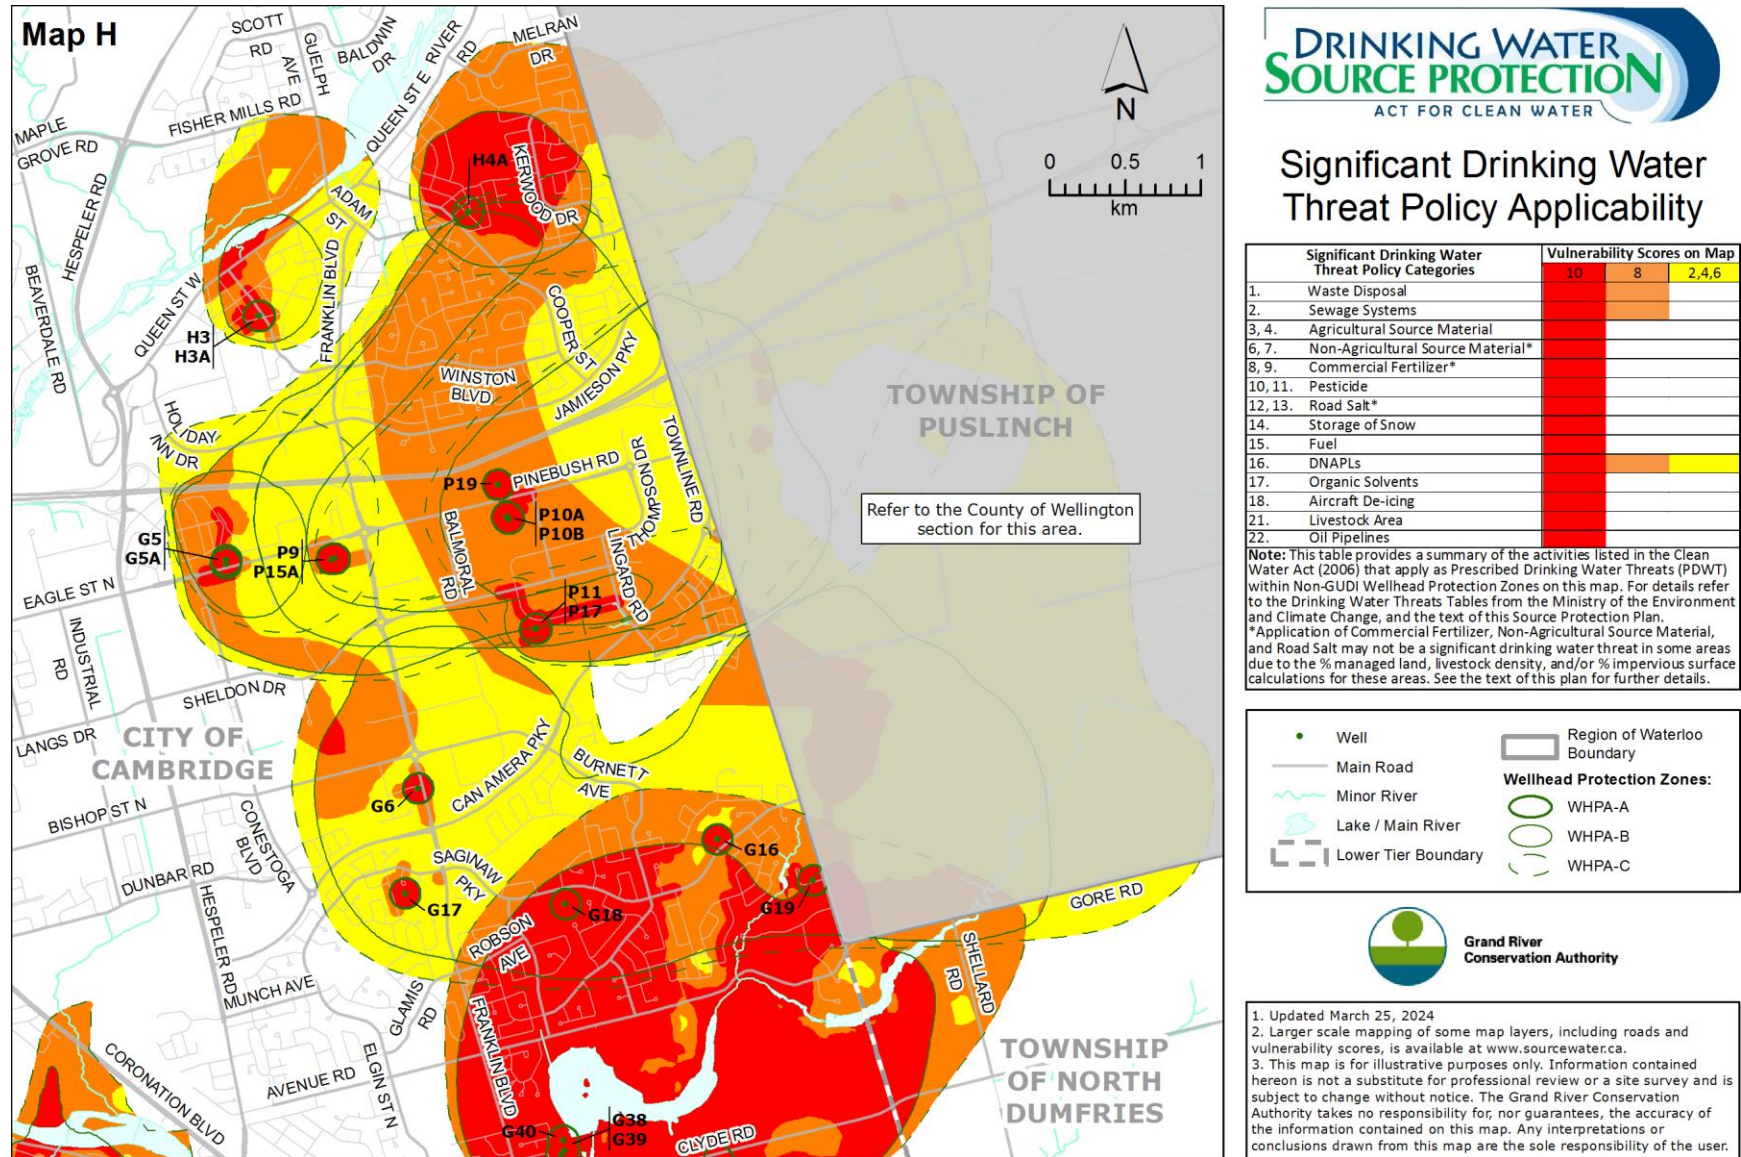 Map H
SCOTT
RD
GUELPH
AVE
BALDWIN
DR
QUEEN ST E
RIVER
RD
MELRAN
DR
FISHER MILLS RD
MAPLE
GROVE RD
HESPELER RD
BEAVERDALE RD
H4A
KERWOOD
DR
ADAM
ST
FRANKLIN BLVD
QUEEN ST W
H3
H3A
N
0 0.5 1
km
COOPER ST
WINSTON
BLVD
JAMIESON PKY
HOLIDAY
INN DR
TOWNSHIP OF
PUSLINCH
TOWNLINE RD
PINEBUSH RD
THOMPSON DR
P19
P10A
P10B
BALMORAL
RD
LINGARD RD
Refer to the County of Wellington
section for this area.
G5
G5A
P9
P15A
P11
P17
EAGLE ST N
INDUSTRIAL
RD
SHELDON DR
LANGS DR
CITY OF
CAMBRIDGE
CAN AMERA PKY
BURNETT
AVE
BISHOP ST N
G6
CONESTOGA
BLVD
G16
SAGINAW
PKY
DUNBAR RD
G17
G18
G19
GORE RD
HESPELER RD
ROBSON
AVE
SHELLARD
RD
MUNCH AVE
GLAMIS
RD
FRANKLIN BLVD
CORONATION BLVD
AVENUE RD
ELGIN ST N
TOWNSHIP
OF NORTH
DUMFRIES
G40
G38
G39
CLYDE RD
DRINKING WATER
SOURCE PROTECTION
ACT FOR CLEAN WATER
Significant Drinking Water
Threat Policy Applicability
Significant Drinking Water
Threat Policy Categories
Vulnerability Scores on Map
10 8 2,4,6
1. Waste Disposal
2. Sewage Systems
3, 4. Agricultural Source Material
6, 7. Non-Agricultural Source Material*
8, 9. Commercial Fertilizer*
10, 11. Pesticide
12, 13. Road Salt*
14. Storage of Snow
15. Fuel
16. DNAPLs
17. Organic Solvents
18. Aircraft De-icing
21. Livestock Area
22. Oil Pipelines
Note: This table provides a summary of the activities listed in the Clean
Water Act (2006) that apply as Prescribed Drinking Water Threats (PDWT)
within Non-GUDI Wellhead Protection Zones on this map. For details refer
to the Drinking Water Threats Tables from the Ministry of the Environment
and Climate Change, and the text of this Source Protection Plan.
*Application of Commercial Fertilizer, Non-Agricultural Source Material,
and Road Salt may not be a significant drinking water threat in some areas
due to the % managed land, livestock density, and/or % impervious surface
calculations for these areas. See the text of this plan for further details.
Well
Main Road
Minor River
Lake / Main River
Lower Tier Boundary
Region of Waterloo
Boundary
Wellhead Protection Zones:
WHPA-A
WHPA-B
WHPA-C
Grand River
Conservation Authority
1. Updated March 25, 2024
2. Larger scale mapping of some map layers, including roads and
vulnerability scores, is available at www.sourcewater.ca.
3. This map is for illustrative purposes only. Information contained
hereon is not a substitute for professional review or a site survey and is
subject to change without notice. The Grand River Conservation
Authority takes no responsibility for, nor guarantees, the accuracy of
the information contained on this map. Any interpretations or
conclusions drawn from this map are the sole responsibility of the user.